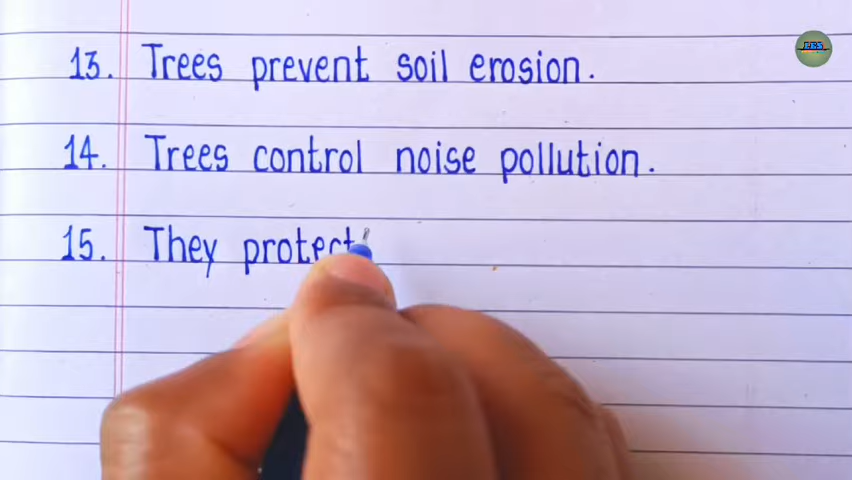 13. Trees prevent soil erosion.
14. Trees control noise pollution.
15. They protect